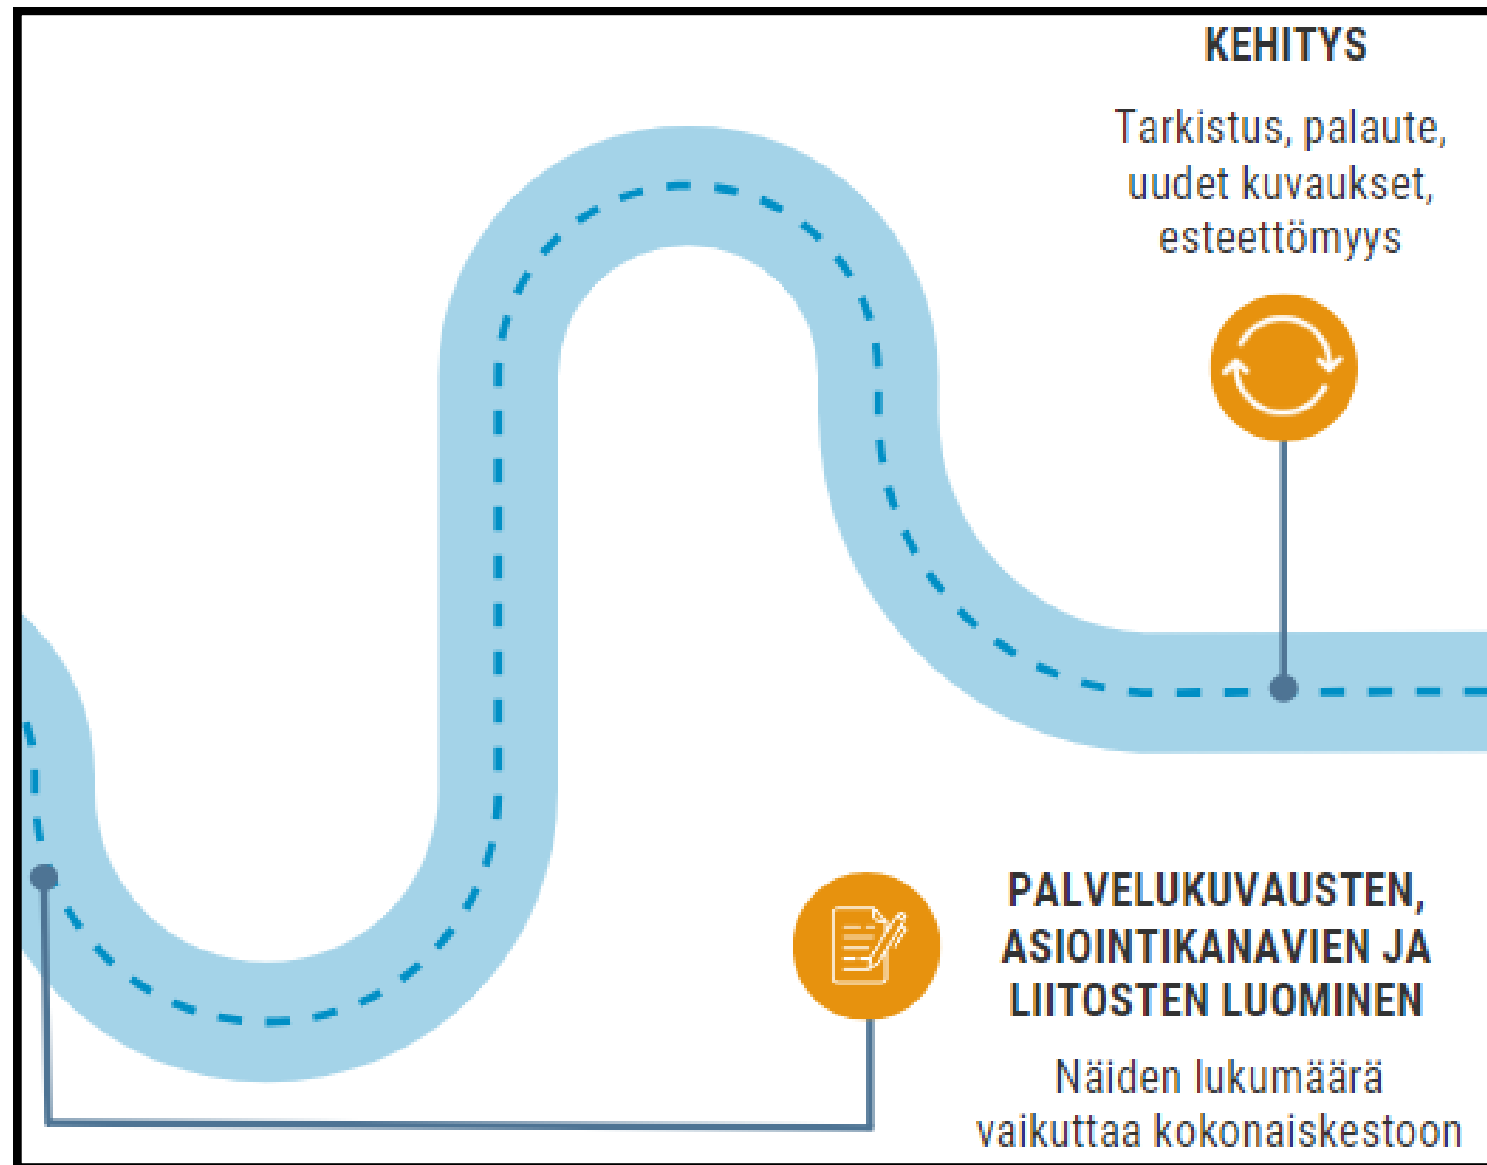 KEHITYS
Tarkistus, palaute,
uudet kuvaukset,
esteettömyys
PALVELUKUVAUSTEN,
ASIOINTIKANAVIEN JA
LIITOSTEN LUOMINEN
Näiden lukumäärä
vaikuttaa kokonaiskestoon